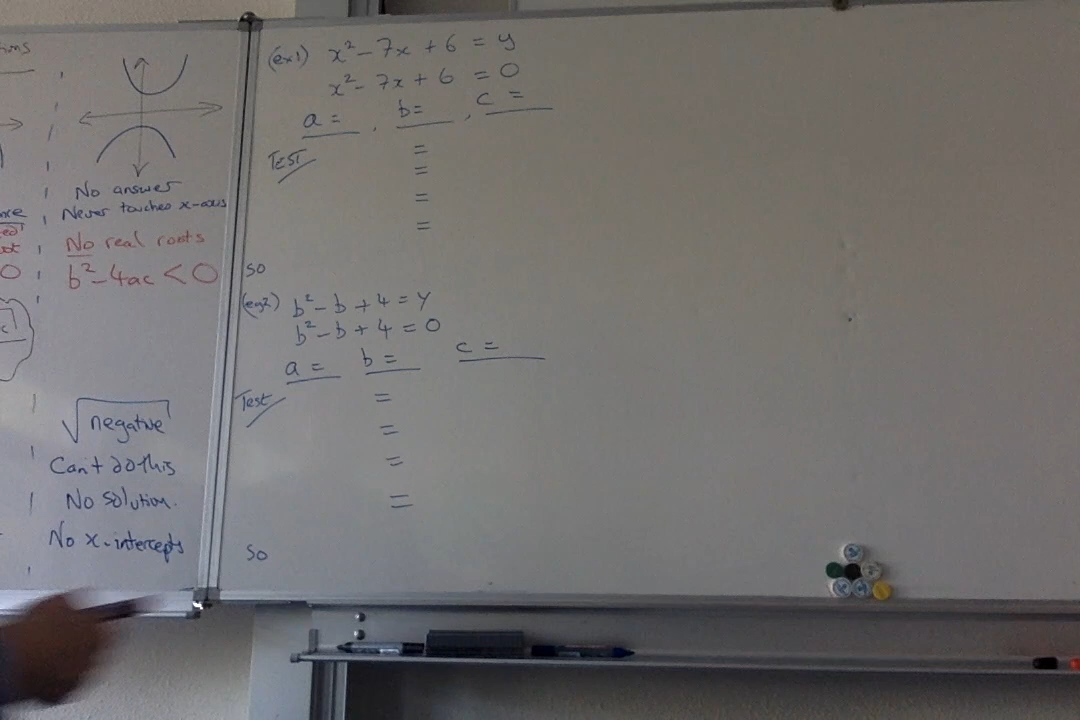 No answer
Never touches x-axis
No real roots
b² - 4ac < 0
√negative
Can't do this
No solution.
No x-intercepts
(ex1) x² - 7x + 6 = y
x² - 7x + 6 = 0
a = , b = , c =
TEST =
=
=
=
so
(eg2) b² - b + 4 = y
b² - b + 4 = 0
a = b = c =
Test =
=
=
=
so